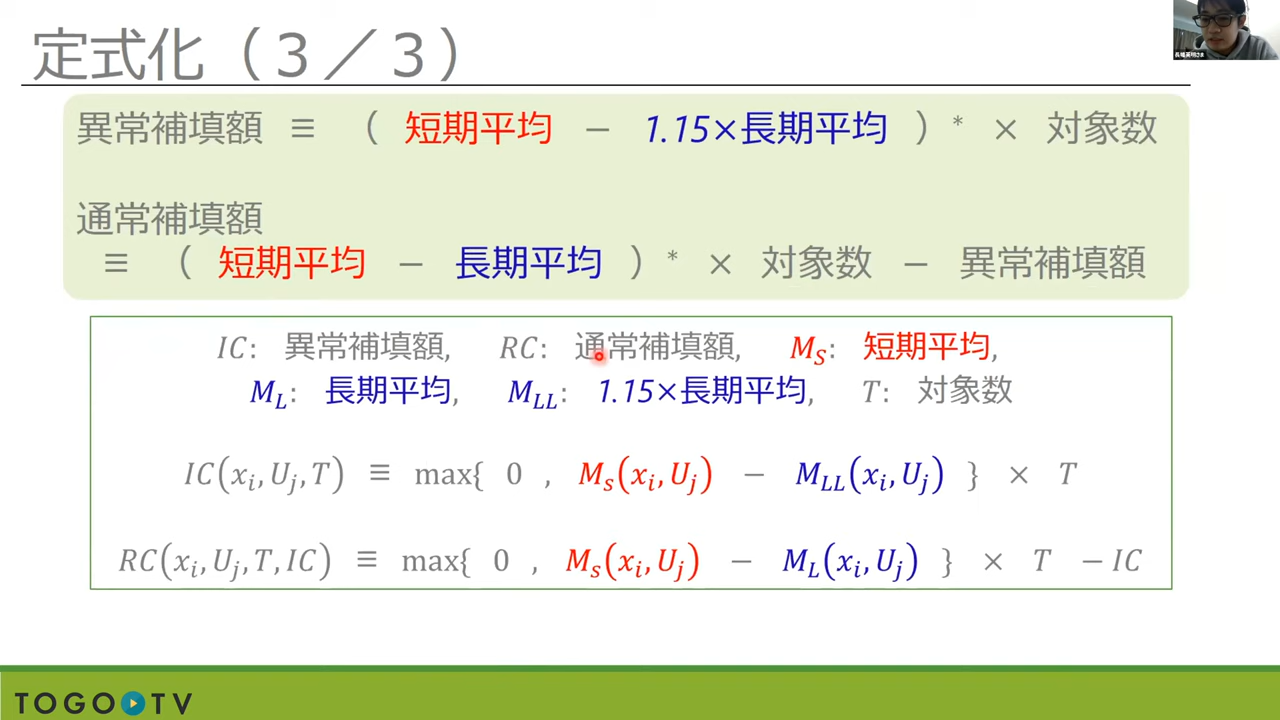 定式化（３／３）
異常補填額 ≡ （ 短期平均 − 1.15×長期平均 ）* × 対象数
通常補填額
≡ （ 短期平均 − 長期平均 ）* × 対象数 − 異常補填額
IC: 異常補填額, RC: 通常補填額, M_S: 短期平均,
M_L: 長期平均, M_LL: 1.15×長期平均, T: 対象数
IC(x_i, U_j, T) ≡ max{ 0 , M_s(x_i, U_j) − M_LL(x_i, U_j) } × T
RC(x_i, U_j, T, IC) ≡ max{ 0 , M_s(x_i, U_j) − M_L(x_i, U_j) } × T − IC
TOGO TV